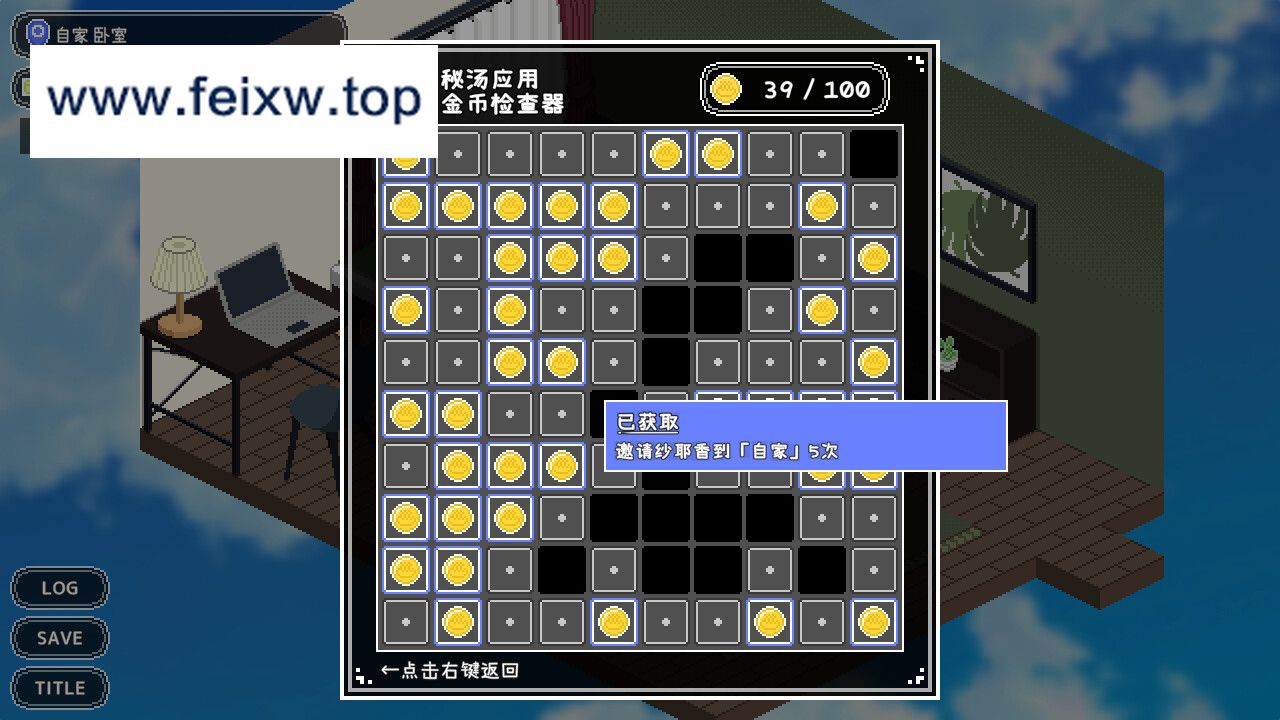 自家 卧室
www.feixw.top
秘汤应用
金币检查器
39 / 100
已获取
邀请纱耶香到「自家」5次
LOG
SAVE
TITLE
←点击右键返回